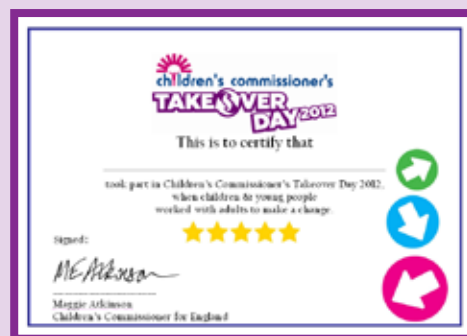 children's commissioner's
TAKEOVER
DAY 2012
This is to certify that
took part in Children's Commissioner's Takeover Day 2012,
when children & young people
worked with adults to make a change.
Signed:
M E Atkinson
Maggie Atkinson
Children's Commissioner for England